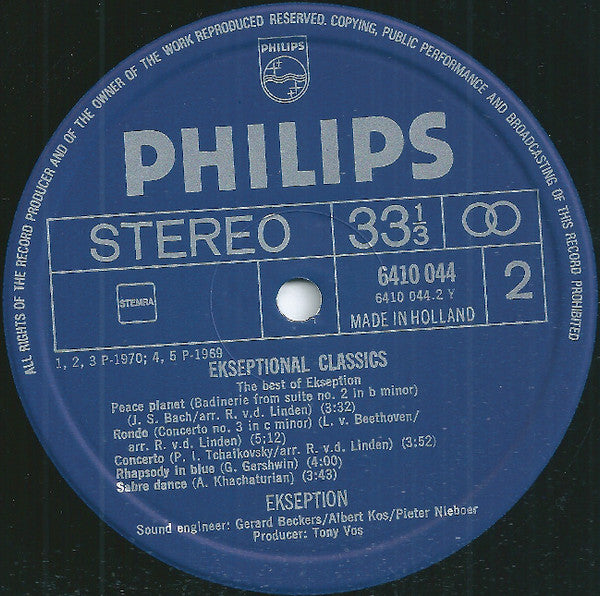 ALL RIGHTS OF THE RECORD PRODUCER AND OF THE OWNER OF THE WORK REPRODUCED RESERVED. COPYING, PUBLIC PERFORMANCE AND BROADCASTING OF THIS RECORD PROHIBITED
PHILIPS
PHILIPS
STEREO 33 1/3
STEMRA
6410 044
6410 044.2 Y
MADE IN HOLLAND
2
1, 2, 3 P-1970; 4, 5 P-1969
EKSEPTIONAL CLASSICS
The best of Ekseption
Peace planet (Badinerie from suite no. 2 in b minor)
(J. S. Bach/arr. R. v.d. Linden) (3:32)
Rondo (Concerto no. 3 in c minor) (L. v. Beethoven/
arr. R. v.d. Linden) (5:12)
Concerto (P. I. Tchaikovsky/arr. R. v.d. Linden) (3:52)
Rhapsody in blue (G. Gershwin) (4:00)
Sabre dance (A. Khachaturian) (3:43)
EKSEPTION
Sound engineer: Gerard Beckers/Albert Kos/Pieter Nieboer
Producer: Tony Vos